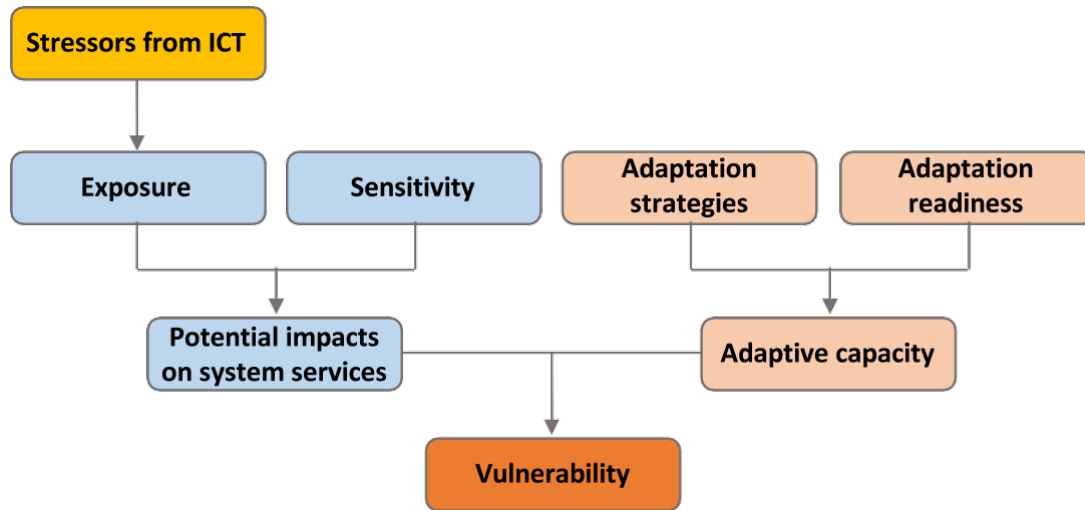 Stressors from ICT
Exposure
Sensitivity
Adaptation
strategies
Adaptation
readiness
Potential impacts
on system services
Adaptive capacity
Vulnerability